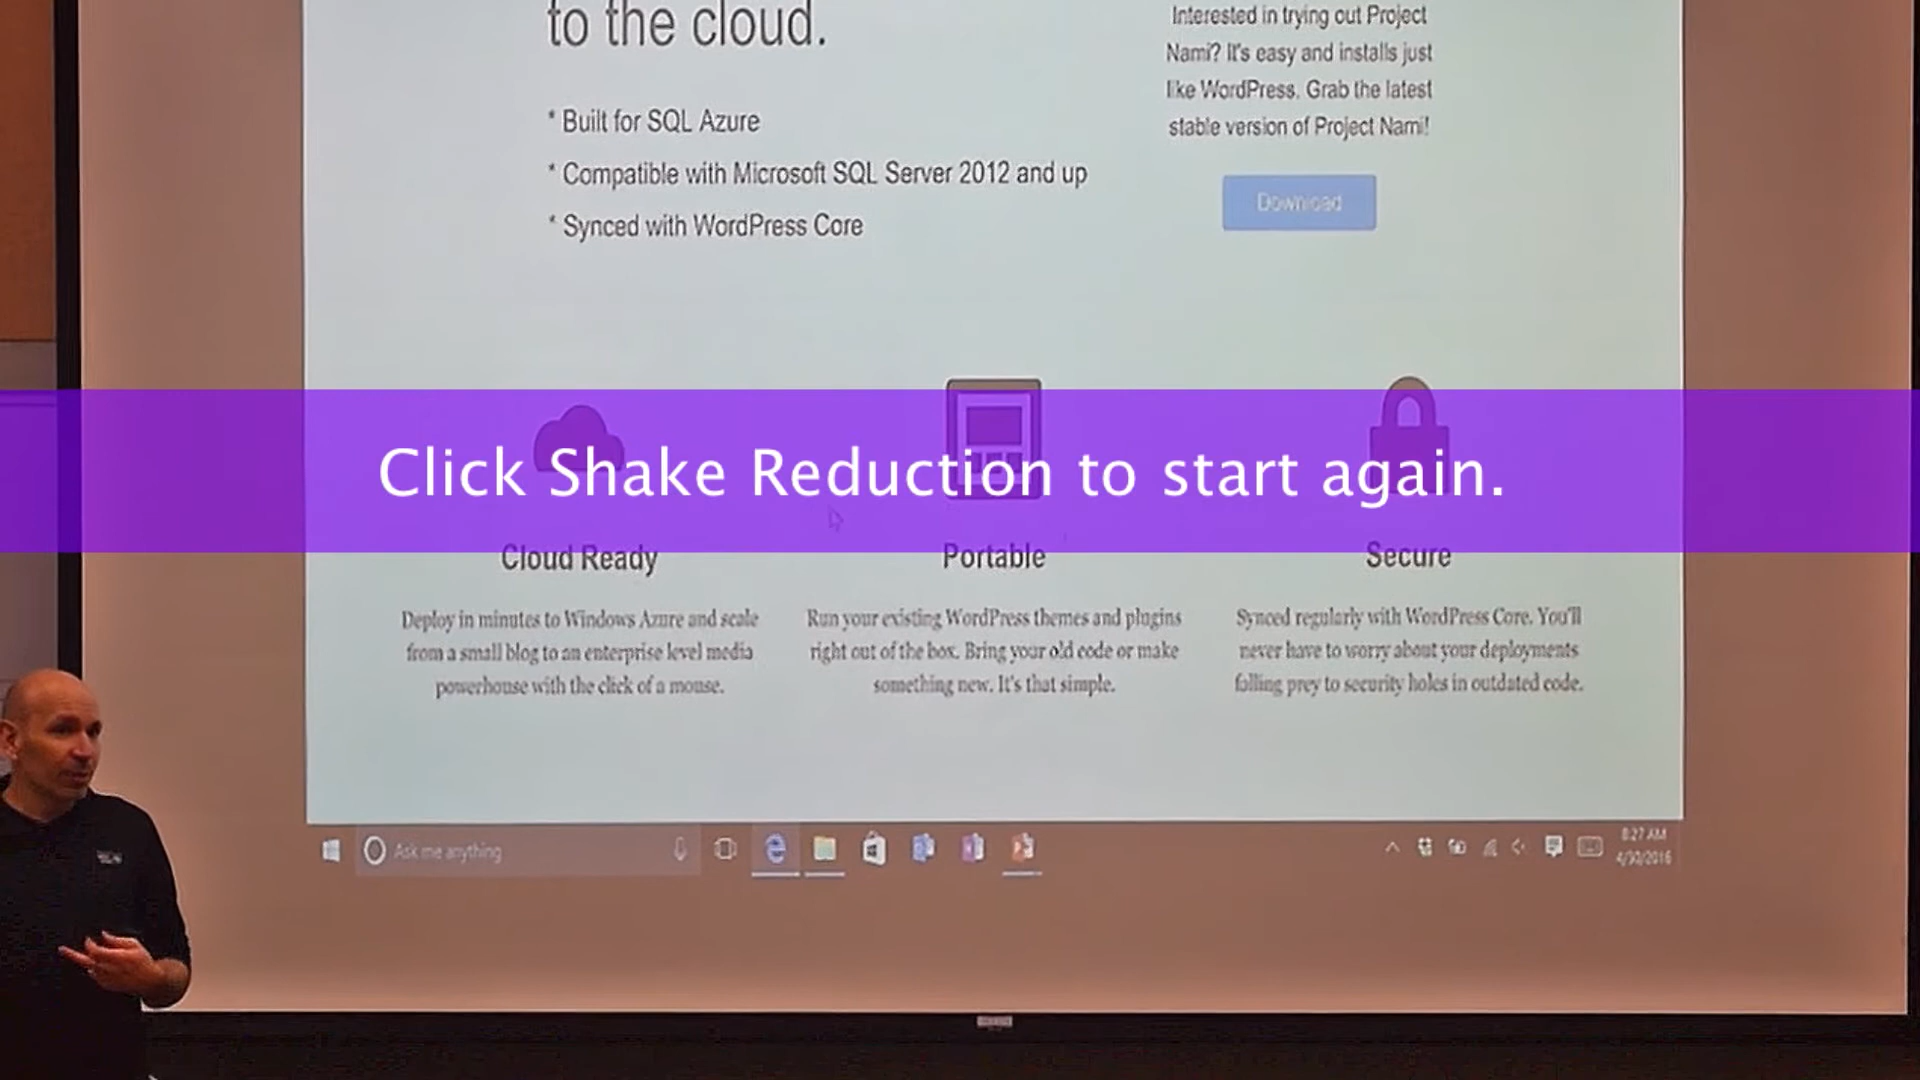 to the cloud.
* Built for SQL Azure
* Compatible with Microsoft SQL Server 2012 and up
* Synced with WordPress Core
Interested in trying out Project
Nami? It's easy and installs just
like WordPress. Grab the latest
stable version of Project Nami!
Download
Click Shake Reduction to start again.
Cloud Ready
Deploy in minutes to Windows Azure and scale
from a small blog to an enterprise level media
powerhouse with the click of a mouse.
Portable
Run your existing WordPress themes and plugins
right out of the box. Bring your old code or make
something new. It's that simple.
Secure
Synced regularly with WordPress Core. You'll
never have to worry about your deployments
falling prey to security holes in outdated code.
Ask me anything
8:27 AM
4/30/2016